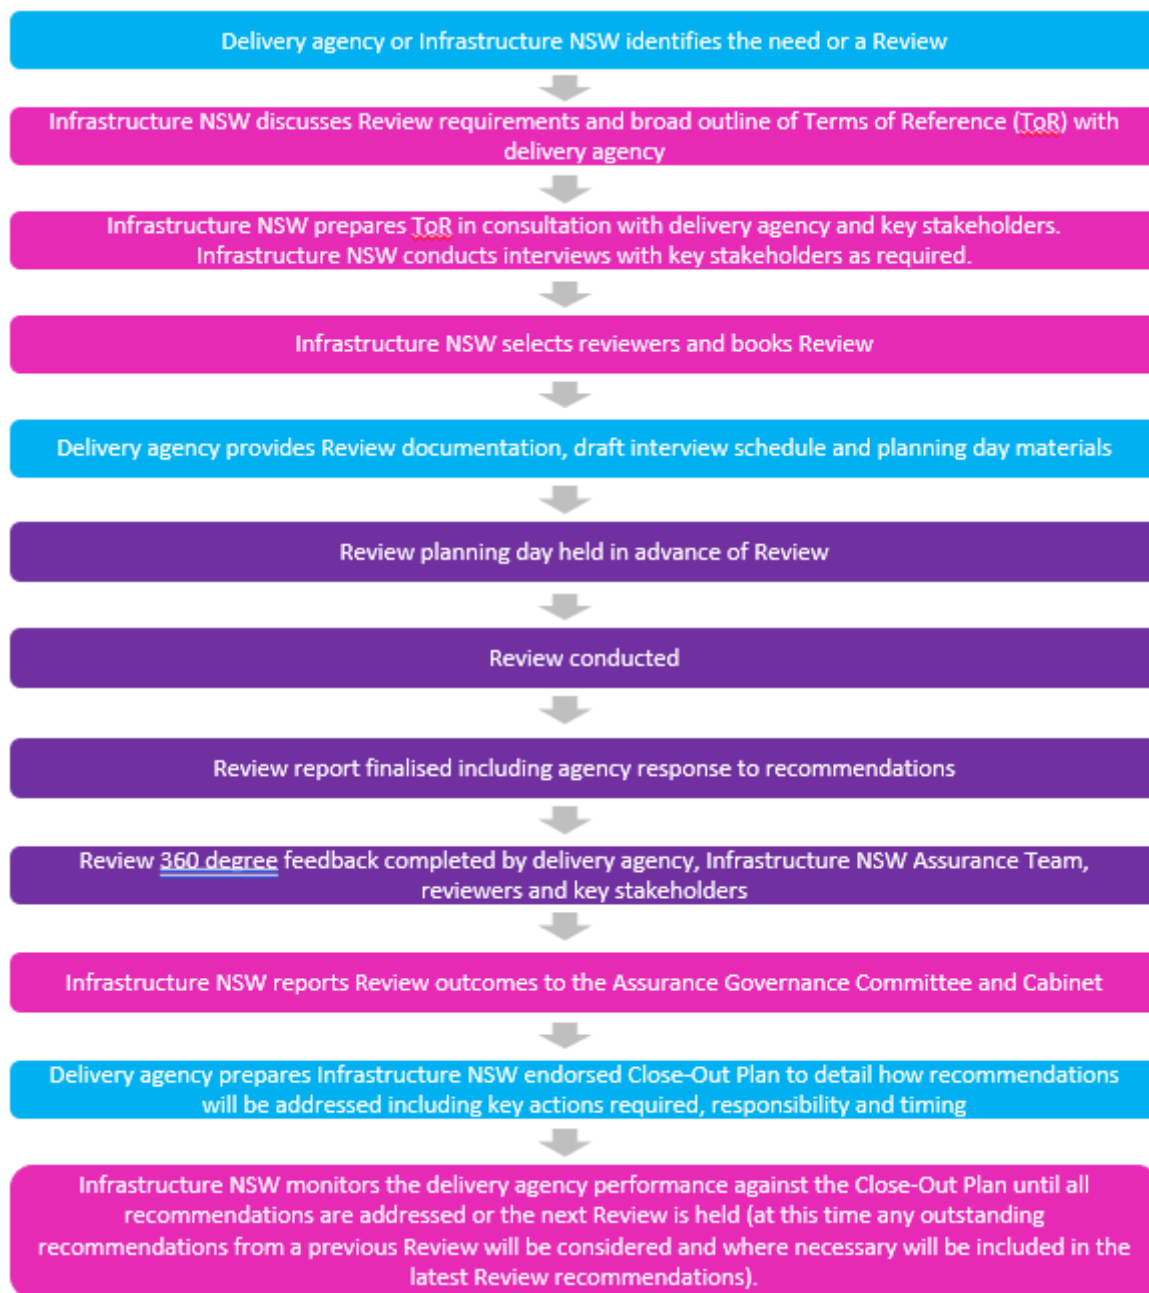 Delivery agency or Infrastructure NSW identifies the need or a Review
Infrastructure NSW discusses Review requirements and broad outline of Terms of Reference (ToR) with
delivery agency
Infrastructure NSW prepares ToR in consultation with delivery agency and key stakeholders.
Infrastructure NSW conducts interviews with key stakeholders as required.
Infrastructure NSW selects reviewers and books Review
Delivery agency provides Review documentation, draft interview schedule and planning day materials
Review planning day held in advance of Review
Review conducted
Review report finalised including agency response to recommendations
Review 360 degree feedback completed by delivery agency, Infrastructure NSW Assurance Team,
reviewers and key stakeholders
Infrastructure NSW reports Review outcomes to the Assurance Governance Committee and Cabinet
Delivery agency prepares Infrastructure NSW endorsed Close-Out Plan to detail how recommendations
will be addressed including key actions required, responsibility and timing
Infrastructure NSW monitors the delivery agency performance against the Close-Out Plan until all
recommendations are addressed or the next Review is held (at this time any outstanding
recommendations from a previous Review will be considered and where necessary will be included in the
latest Review recommendations).